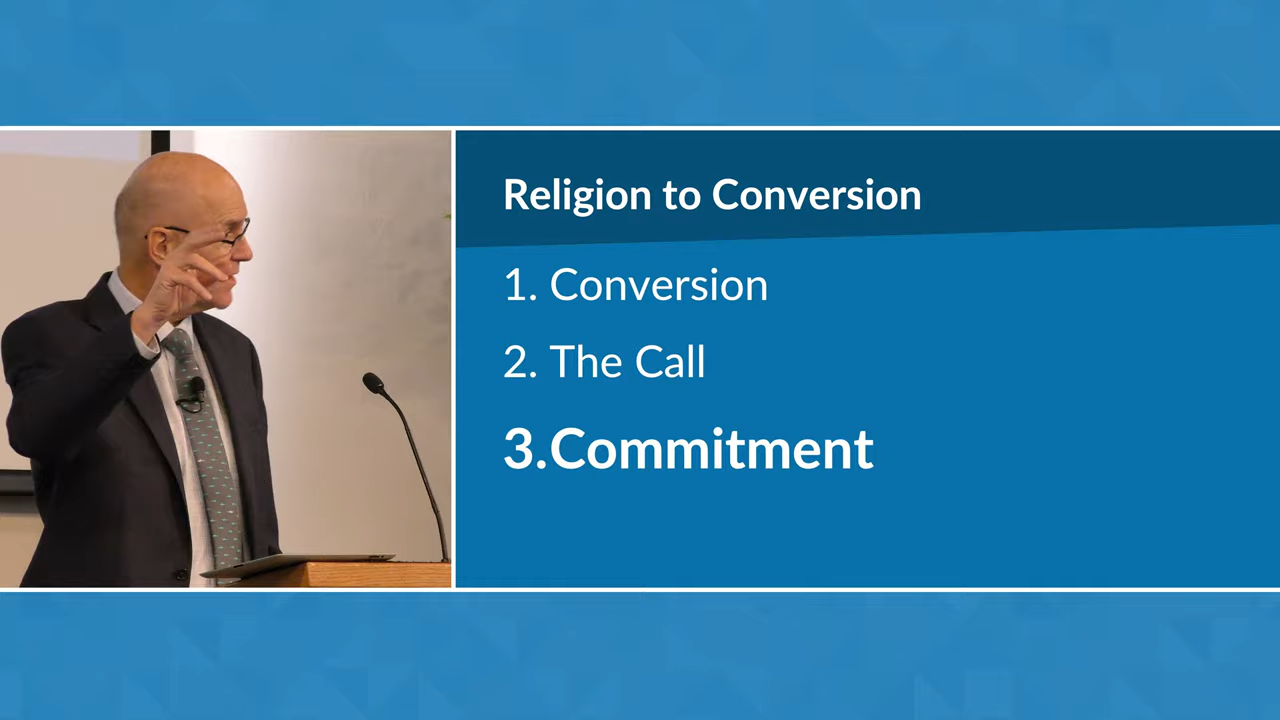 Religion to Conversion
1. Conversion
2. The Call
3.Commitment